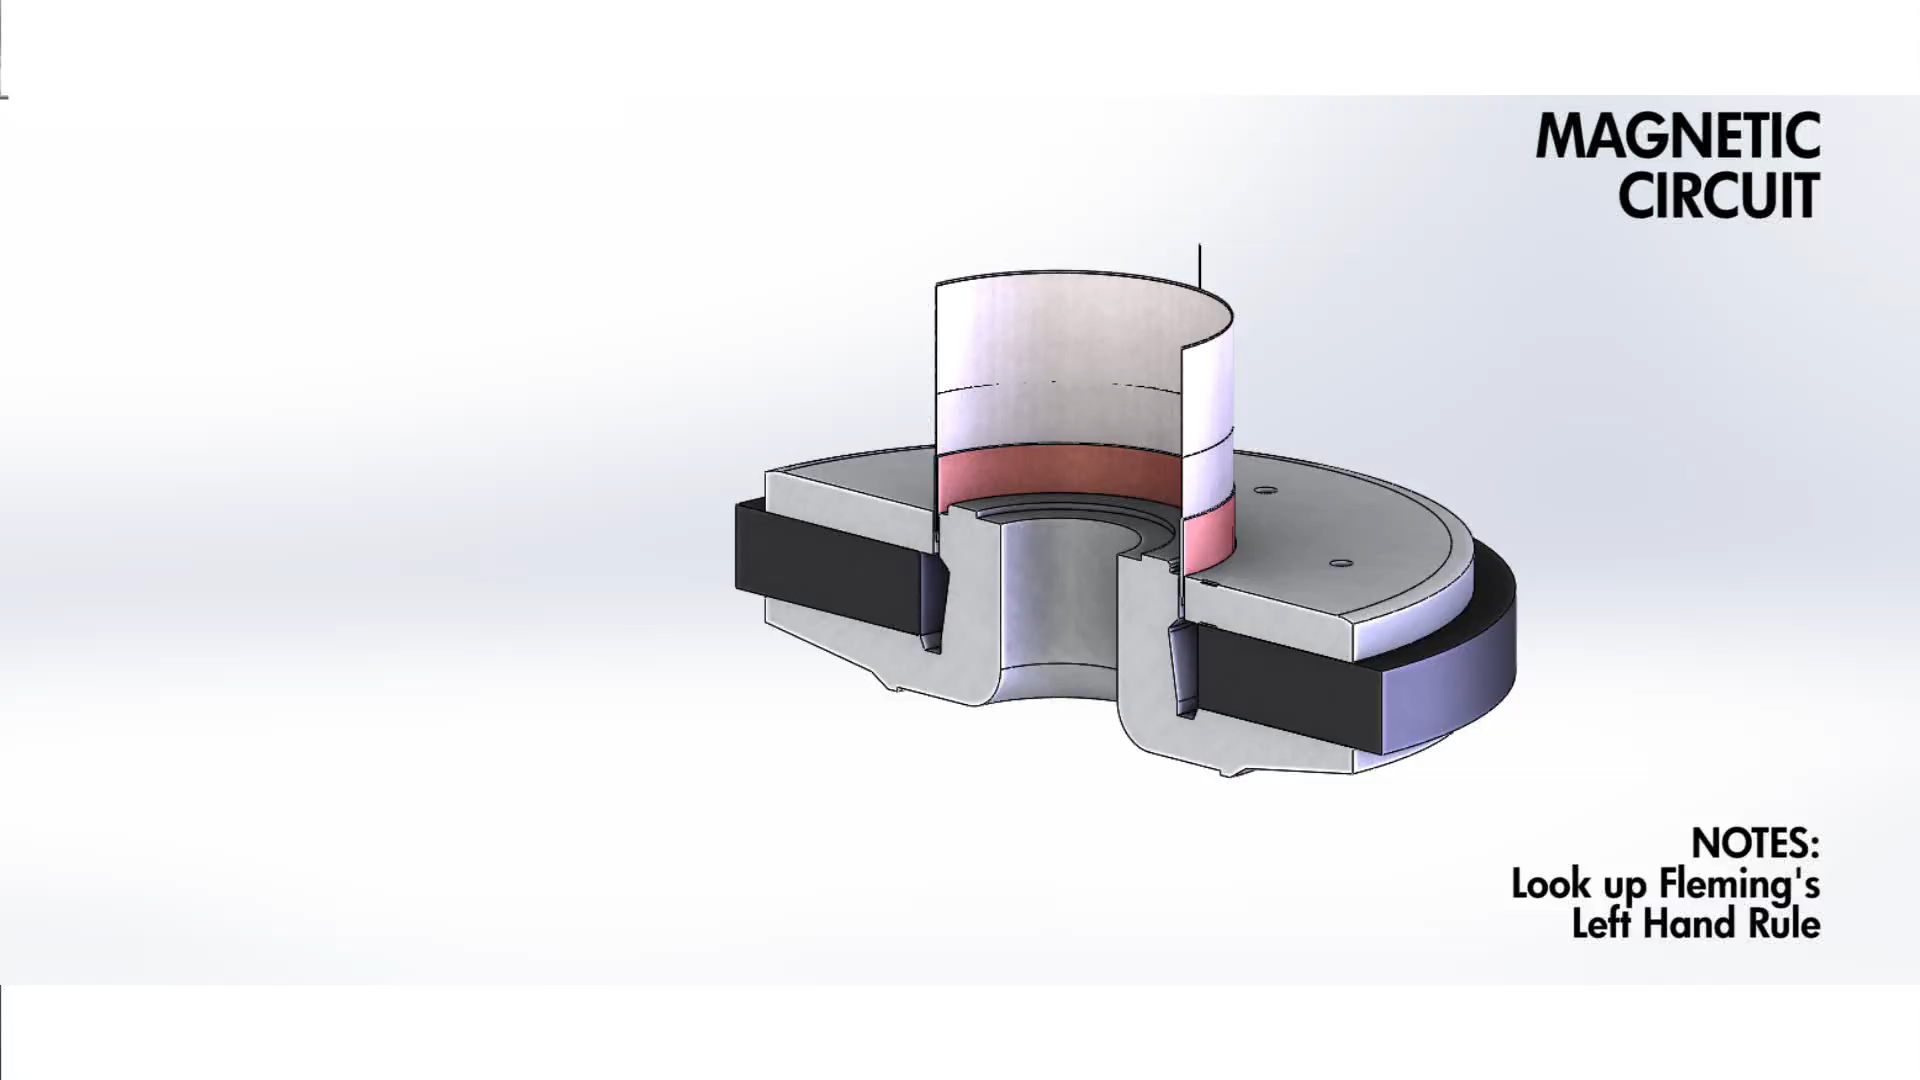 MAGNETIC
CIRCUIT
NOTES:
Look up Fleming's
Left Hand Rule